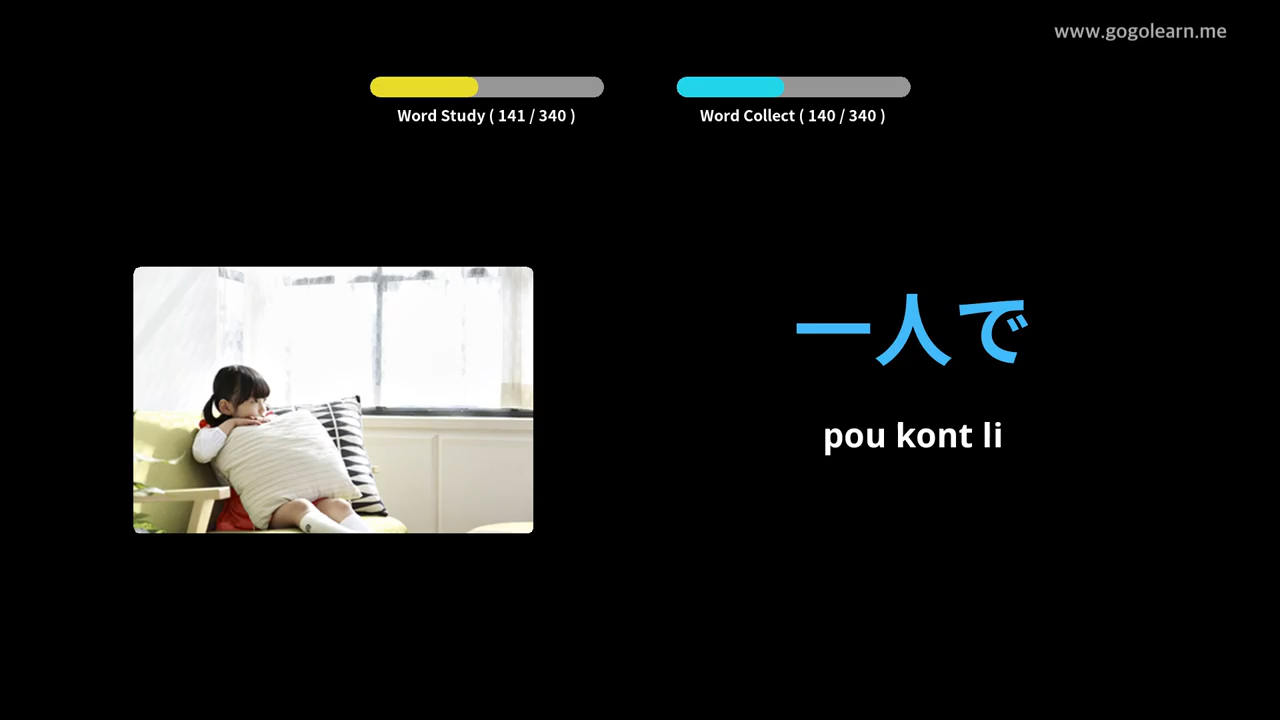 www.gogolearn.me
Word Study ( 141 / 340 )
Word Collect ( 140 / 340 )
一人で
pou kont li